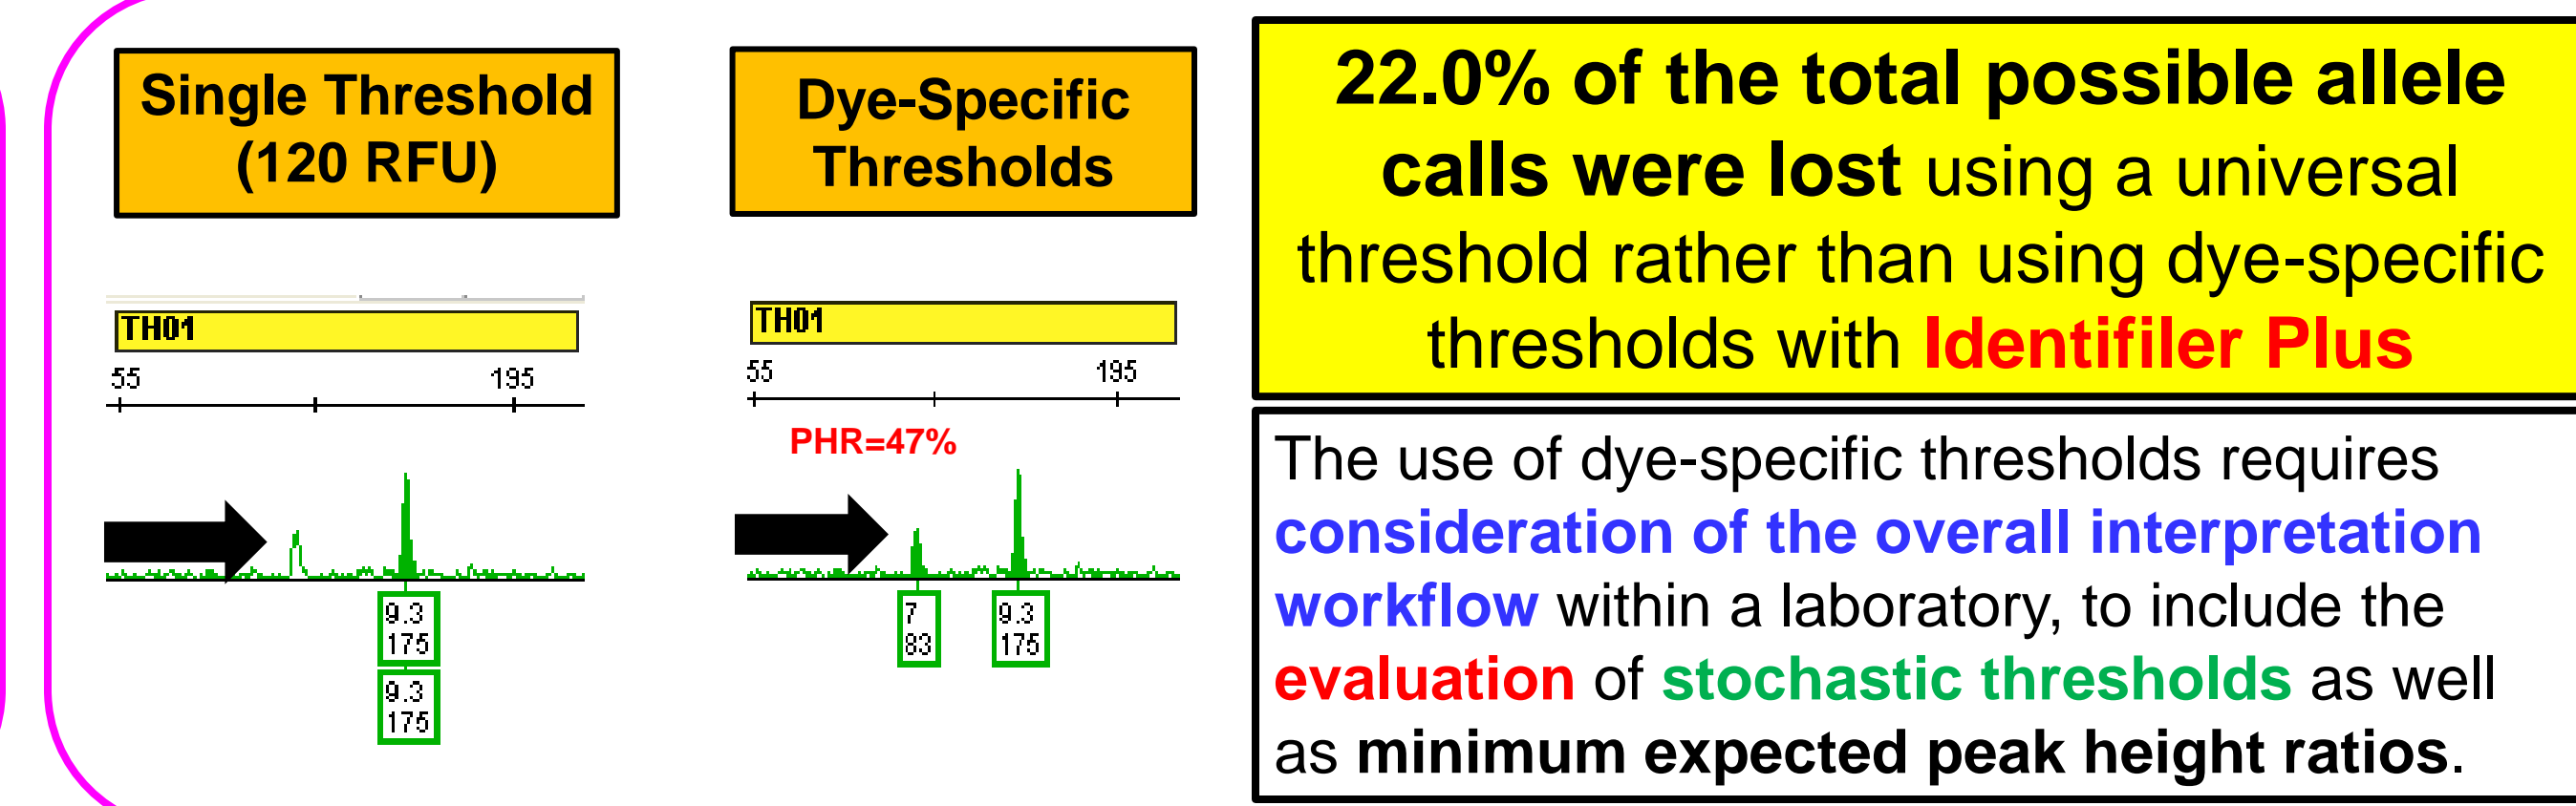 Single Threshold
(120 RFU)
TH01
55 195
9.3
175
9.3
175
Dye-Specific
Thresholds
TH01
55 195
PHR=47%
7
83
9.3
175
22.0% of the total possible allele
calls were lost using a universal
threshold rather than using dye-specific
thresholds with Identifiler Plus
The use of dye-specific thresholds requires
consideration of the overall interpretation
workflow within a laboratory, to include the
evaluation of stochastic thresholds as well
as minimum expected peak height ratios.